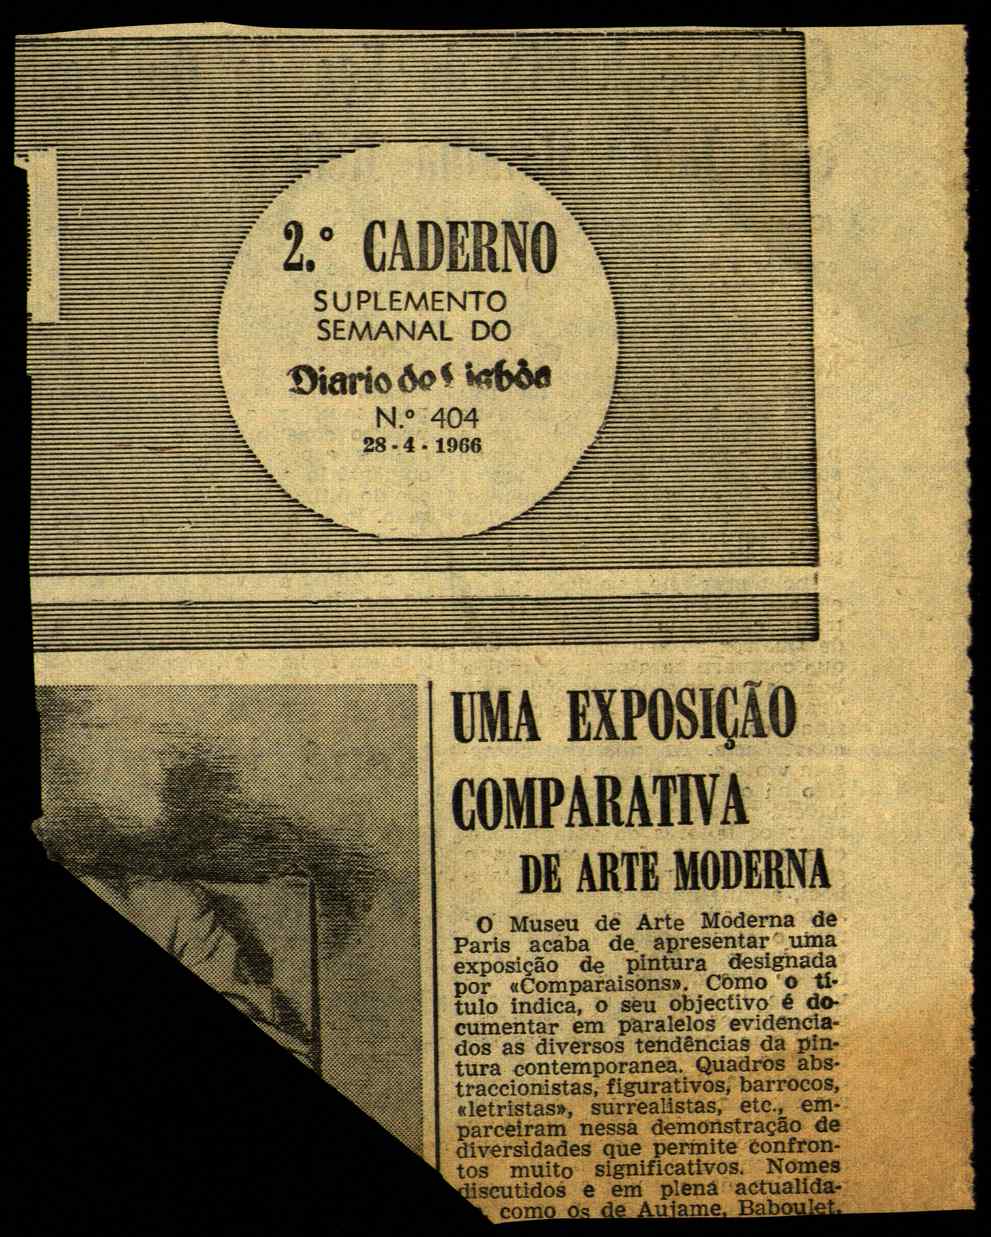 2.º CADERNO
SUPLEMENTO
SEMANAL DO
Diario de Lisbôa
N.º 404
28 - 4 - 1966
UMA EXPOSIÇÃO
COMPARATIVA
DE ARTE MODERNA
O Museu de Arte Moderna de
Paris acaba de apresentar uma
exposição de pintura designada
por «Comparaisons». Como o tí-
tulo indica, o seu objectivo é do-
cumentar em paralelos evidencia-
dos as diversos tendências da pin-
tura contemporanea. Quadros abs-
traccionistas, figurativos, barrocos,
«letristas», surrealistas, etc., em-
parceiram nessa demonstração de
diversidades que permite confron-
tos muito significativos. Nomes
discutidos e em plena actualida-
como os de Aujame, Baboulet,